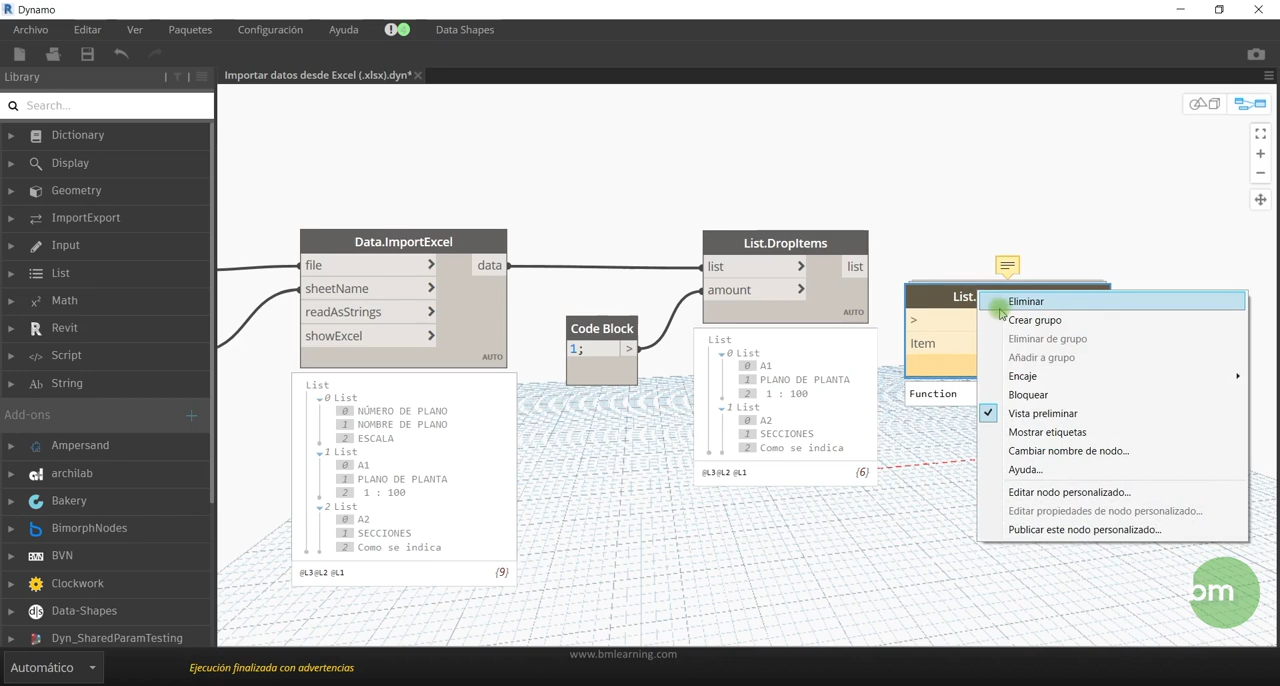 Dynamo
Archivo Editar Ver Paquetes Configuración Ayuda Data Shapes
Library
Importar datos desde Excel (.xlsx).dyn*
Search...
Dictionary
Display
Geometry
ImportExport
Input
List
Math
Revit
Script
String
Add-ons
Ampersand
archilab
Bakery
BimorphNodes
BVN
Clockwork
Data-Shapes
Dyn_SharedParamTesting
Data.ImportExcel
file > data
sheetName >
readAsStrings >
showExcel >
AUTO
List
0 List
0 NÚMERO DE PLANO
1 NOMBRE DE PLANO
2 ESCALA
1 List
0 A1
1 PLANO DE PLANTA
2 1 : 100
2 List
0 A2
1 SECCIONES
2 Como se indica
@L3 @L2 @L1 {9}
Code Block
1; >
List.DropItems
list > list
amount >
AUTO
List
0 List
0 A1
1 PLANO DE PLANTA
2 1 : 100
1 List
0 A2
1 SECCIONES
2 Como se indica
@L3 @L2 @L1 {6}
List.
>
Item
Function
Eliminar
Crear grupo
Eliminar de grupo
Añadir a grupo
Encaje
Bloquear
Vista preliminar
Mostrar etiquetas
Cambiar nombre de nodo...
Ayuda...
Editar nodo personalizado...
Editar propiedades de nodo personalizado...
Publicar este nodo personalizado...
bm
www.bmlearning.com
Automático
Ejecución finalizada con advertencias